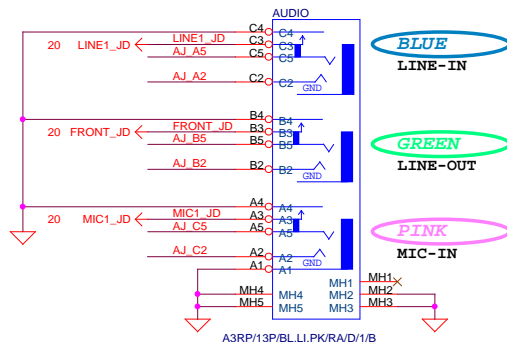 AUDIO
C4 C4
20 LINE1_JD LINE1_JD C3 C3
AJ_A5 C5 C5
AJ_A2 C2 C2
GND
BLUE
LINE-IN
B4 B4
20 FRONT_JD FRONT_JD B3 B3
AJ_B5 B5 B5
AJ_B2 B2 B2
GND
GREEN
LINE-OUT
A4 A4
20 MIC1_JD MIC1_JD A3 A3
AJ_C5 A5 A5
AJ_C2 A2 A2
GND
A1 A1
PINK
MIC-IN
MH1 MH1
MH4 MH4 MH2 MH2
MH5 MH5 MH3 MH3
A3RP/13P/BL,LI,PK/RA/D/1/B